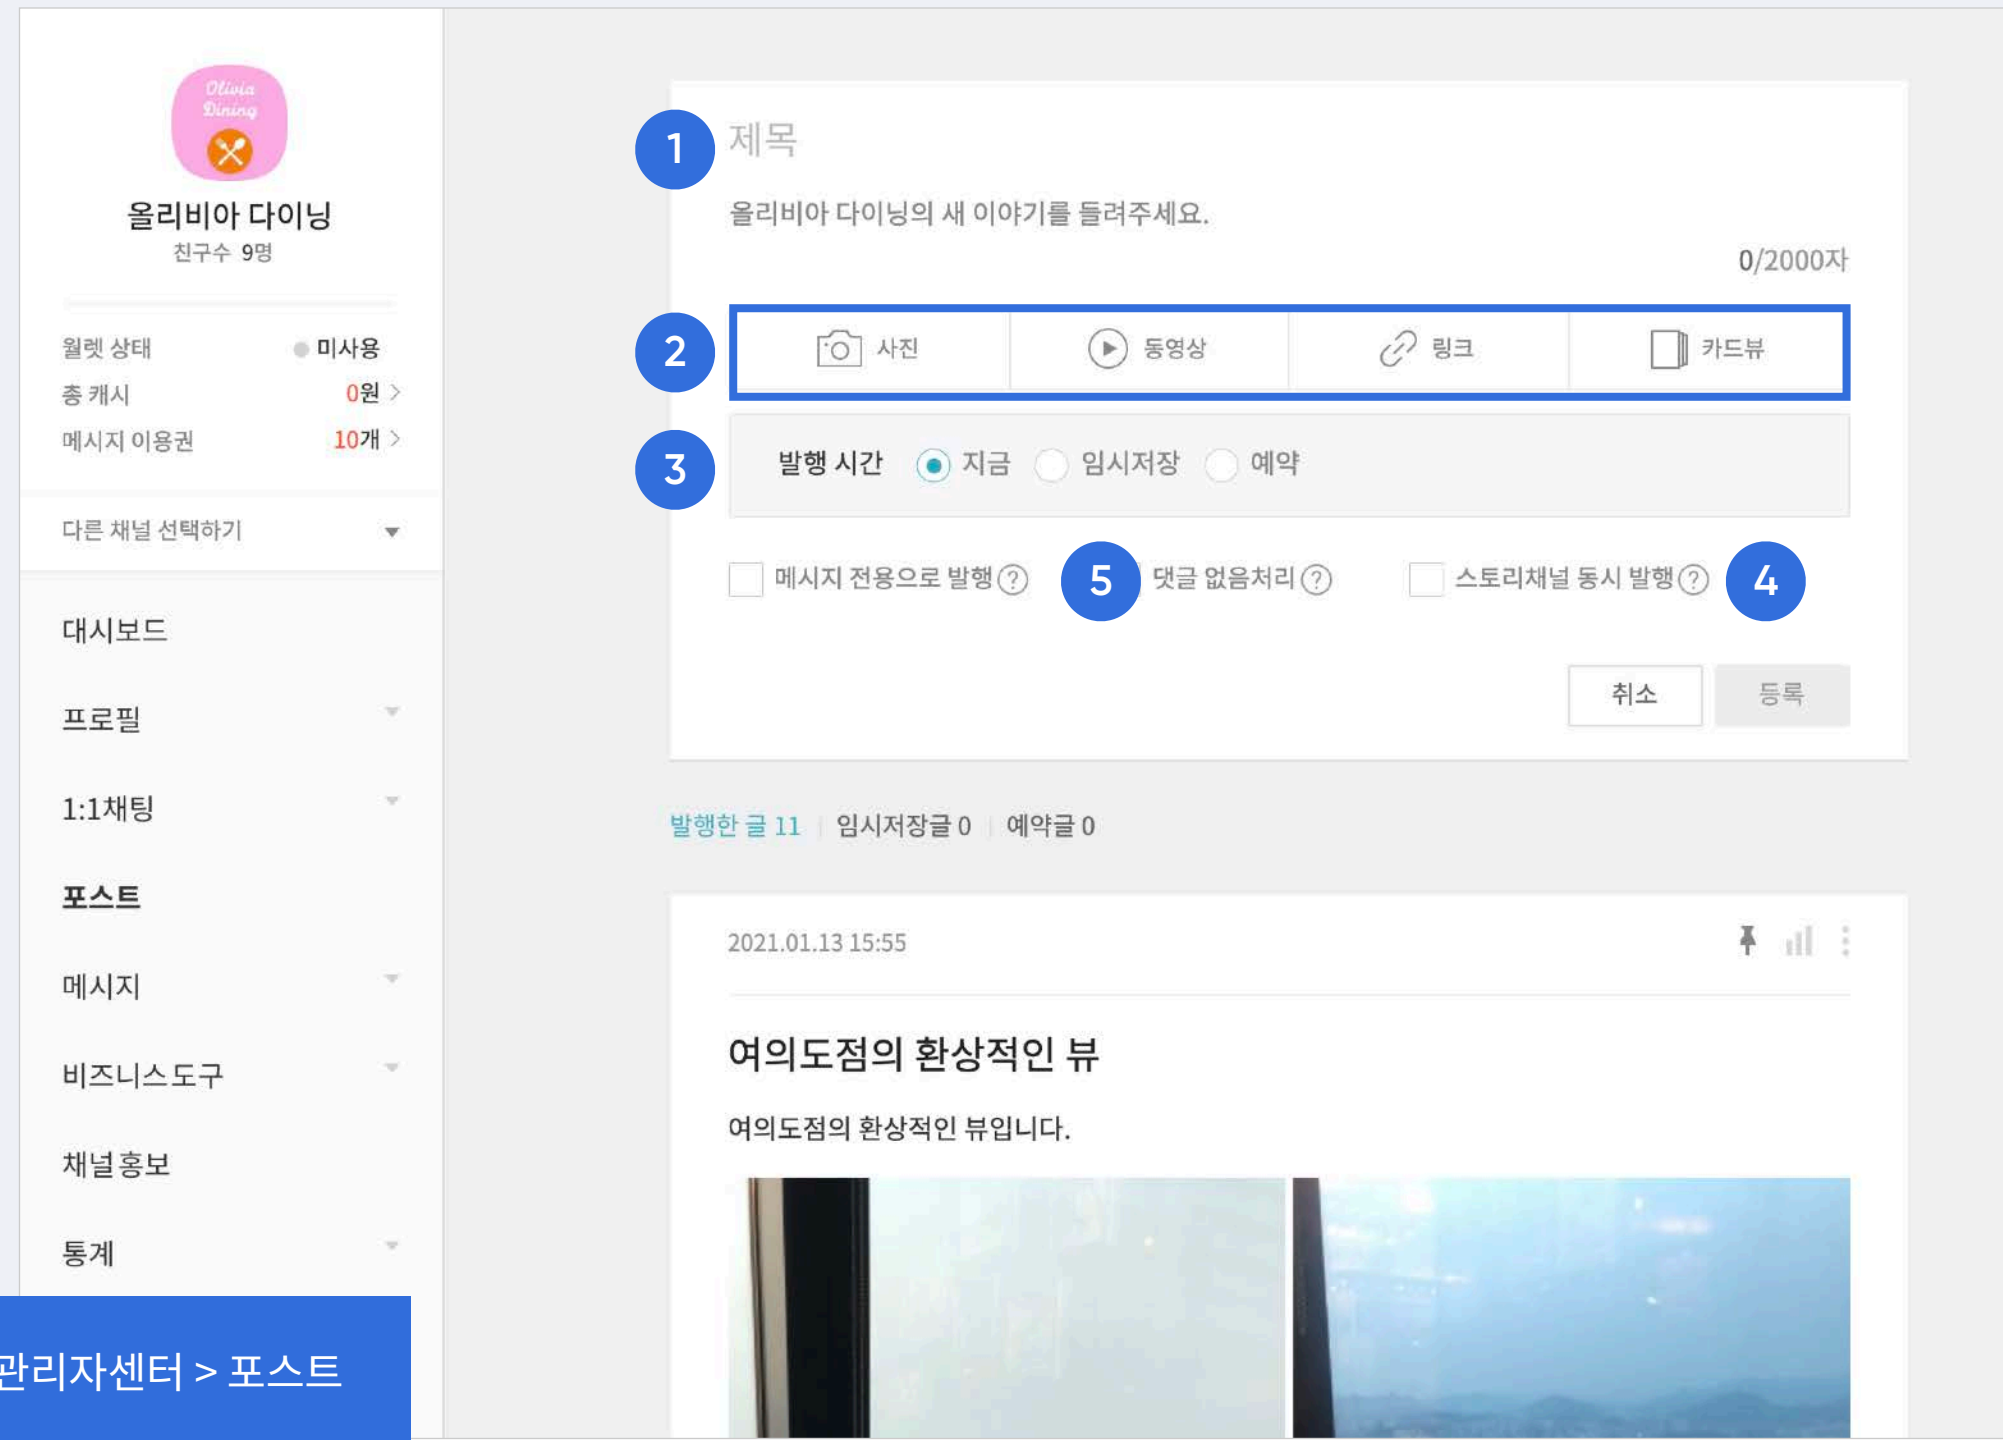 Olivia
Dining
올리비아 다이닝
친구수 9명
월렛 상태 미사용
총 캐시 0원 >
메시지 이용권 10개 >
다른 채널 선택하기
대시보드
프로필
1:1채팅
포스트
메시지
비즈니스도구
채널홍보
통계
관리자센터 > 포스트
1 제목
올리비아 다이닝의 새 이야기를 들려주세요.
0/2000자
2 사진 동영상 링크 카드뷰
3 발행 시간 지금 임시저장 예약
메시지 전용으로 발행 ? 5 댓글 없음처리 ? 스토리채널 동시 발행 ? 4
취소 등록
발행한 글 11 | 임시저장글 0 | 예약글 0
2021.01.13 15:55
여의도점의 환상적인 뷰
여의도점의 환상적인 뷰입니다.